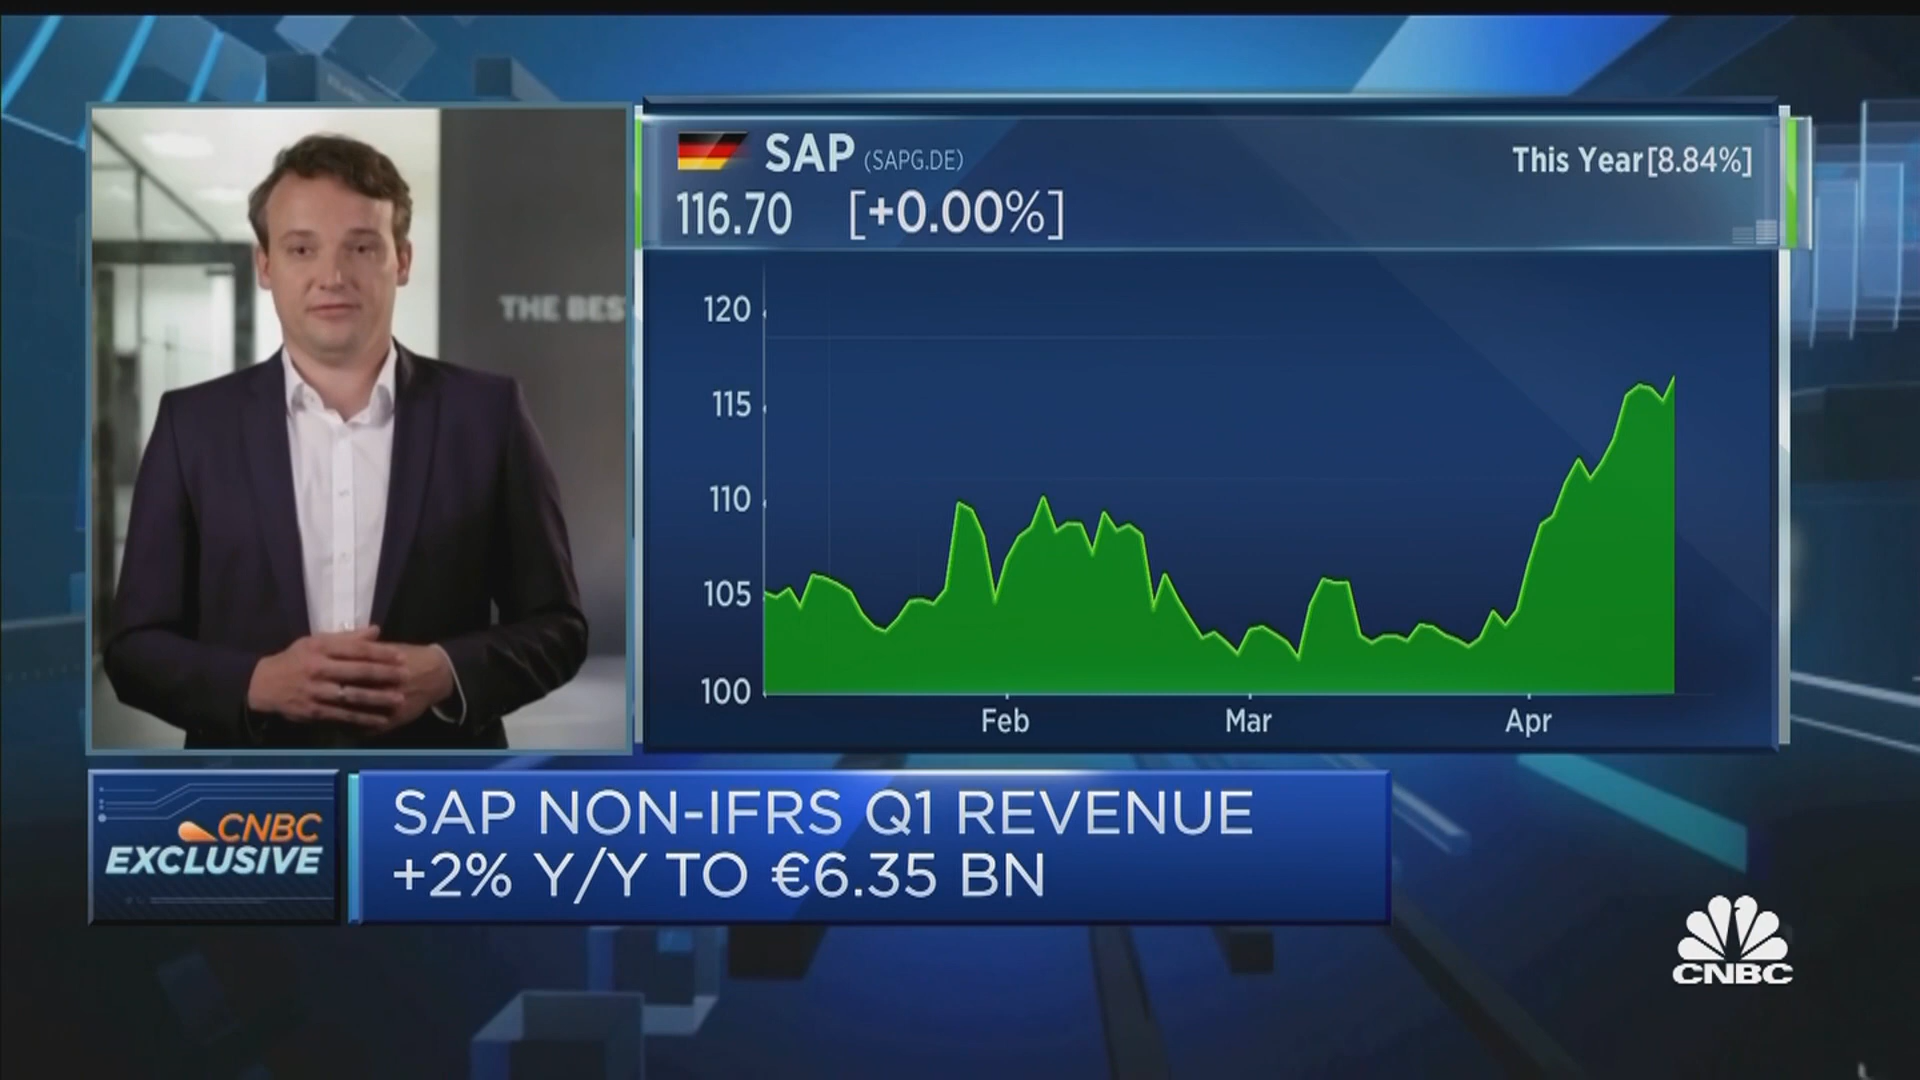 THE BES
SAP (SAPG.DE)
This Year[8.84%]
116.70 [+0.00%]
120
115
110
105
100
Feb Mar Apr
CNBC
EXCLUSIVE
SAP NON-IFRS Q1 REVENUE
+2% Y/Y TO €6.35 BN
CNBC